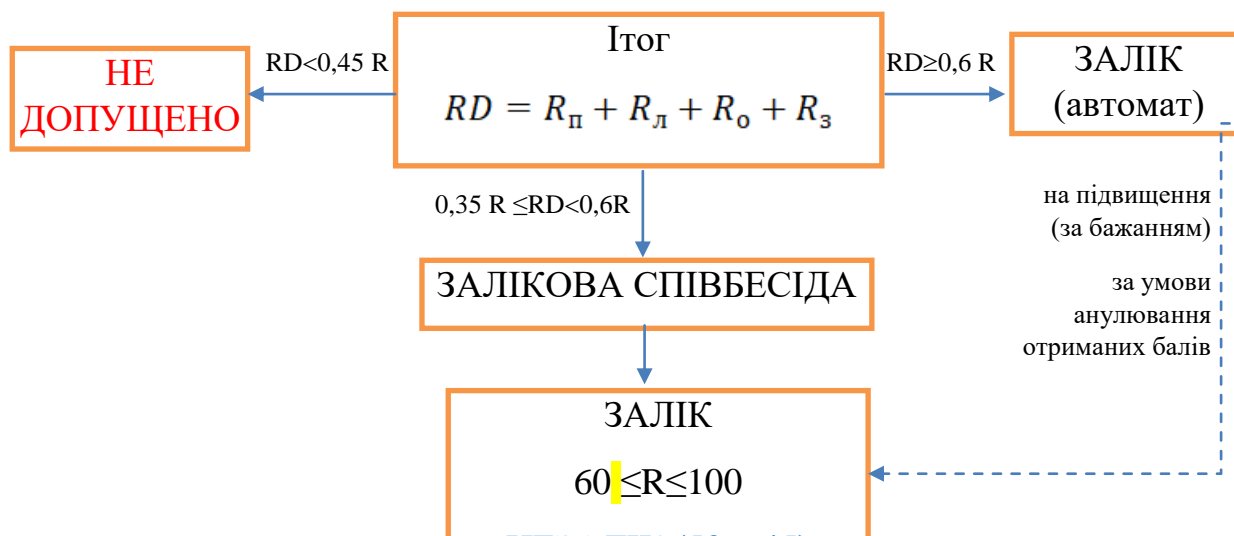 Ітог
RD = Rп + Rл + Rо + Rз
RD<0,45 R
НЕ
ДОПУЩЕНО
RD≥0,6 R
ЗАЛІК
(автомат)
0,35 R ≤RD<0,6R
на підвищення
(за бажанням)
за умови
анулювання
отриманих балів
ЗАЛІКОВА СПІВБЕСІДА
ЗАЛІК
60 ≤R≤100